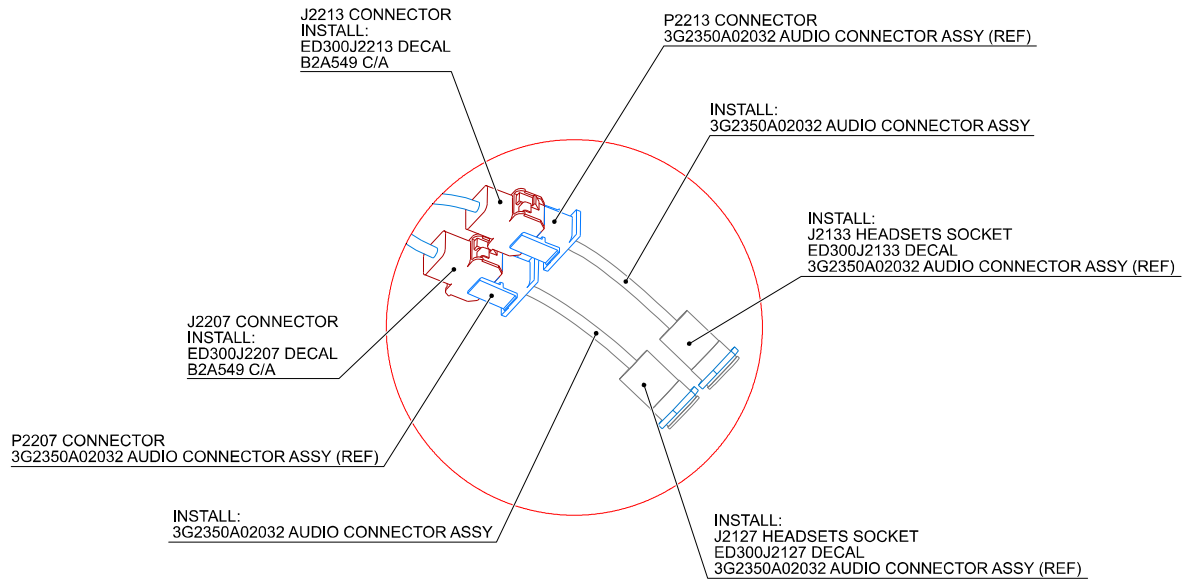 J2213 CONNECTOR
INSTALL:
ED300J2213 DECAL
B2A549 C/A
P2213 CONNECTOR
3G2350A02032 AUDIO CONNECTOR ASSY (REF)
INSTALL:
3G2350A02032 AUDIO CONNECTOR ASSY
INSTALL:
J2133 HEADSETS SOCKET
ED300J2133 DECAL
3G2350A02032 AUDIO CONNECTOR ASSY (REF)
J2207 CONNECTOR
INSTALL:
ED300J2207 DECAL
B2A549 C/A
P2207 CONNECTOR
3G2350A02032 AUDIO CONNECTOR ASSY (REF)
INSTALL:
3G2350A02032 AUDIO CONNECTOR ASSY
INSTALL:
J2127 HEADSETS SOCKET
ED300J2127 DECAL
3G2350A02032 AUDIO CONNECTOR ASSY (REF)